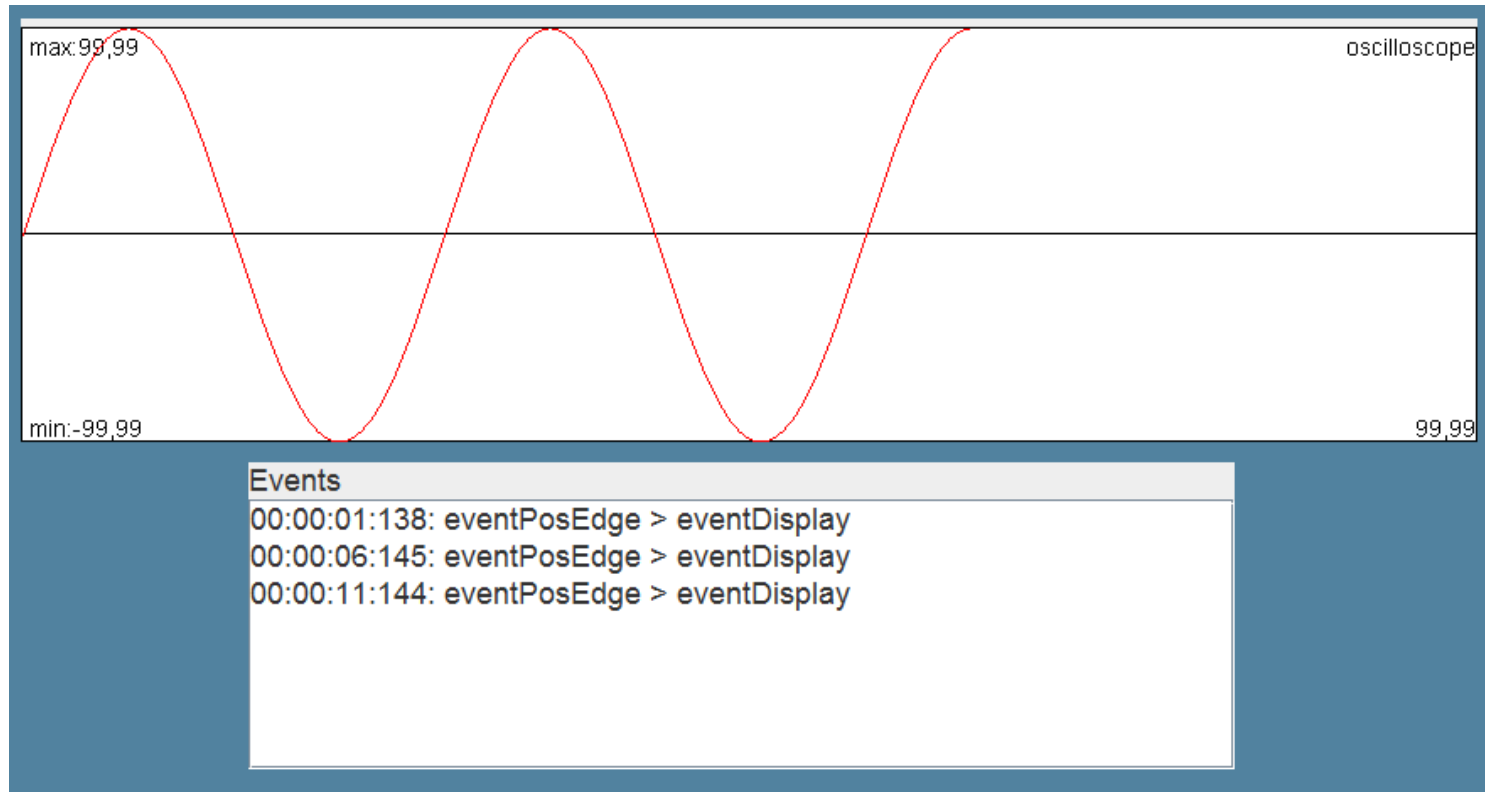 max:99,99
oscilloscope
min:-99,99
99,99
Events
00:00:01:138: eventPosEdge > eventDisplay
00:00:06:145: eventPosEdge > eventDisplay
00:00:11:144: eventPosEdge > eventDisplay